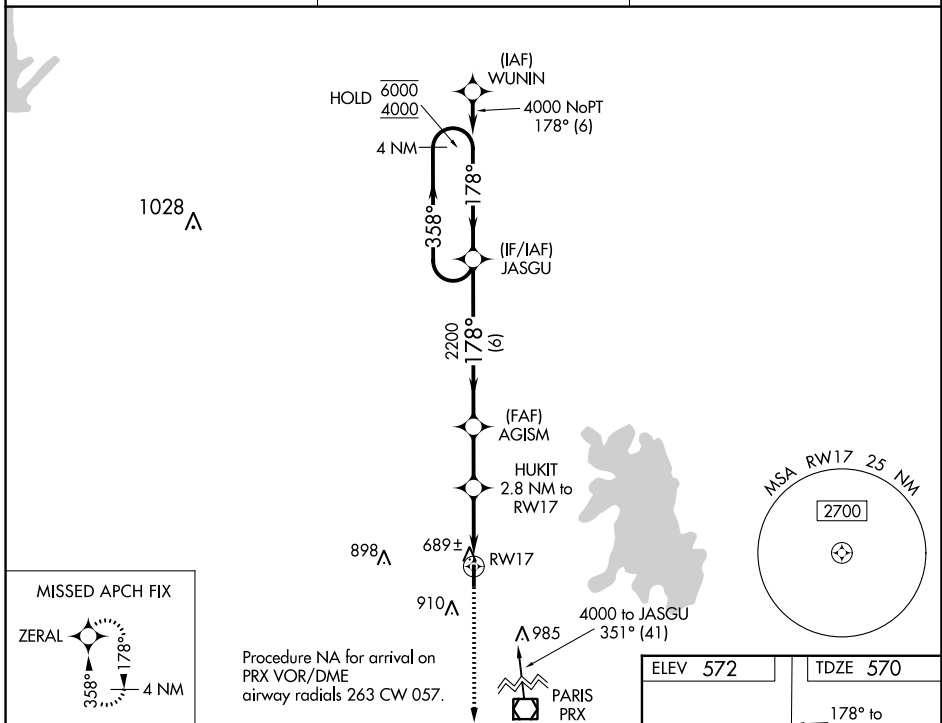 (IAF)
WUNIN
HOLD 6000
4000
4000 NoPT
178° (6)
4 NM
178°
358°
1028
(IF/IAF)
JASGU
2200
178°
(6)
(FAF)
AGISM
HUKIT
2.8 NM to
RW17
MSA RW17 25 NM
2700
898
689±
RW17
910
MISSED APCH FIX
ZERAL
178°
358°
4 NM
Procedure NA for arrival on
PRX VOR/DME
airway radials 263 CW 057.
985
4000 to JASGU
351° (41)
PARIS
PRX
ELEV 572
TDZE 570
178° to